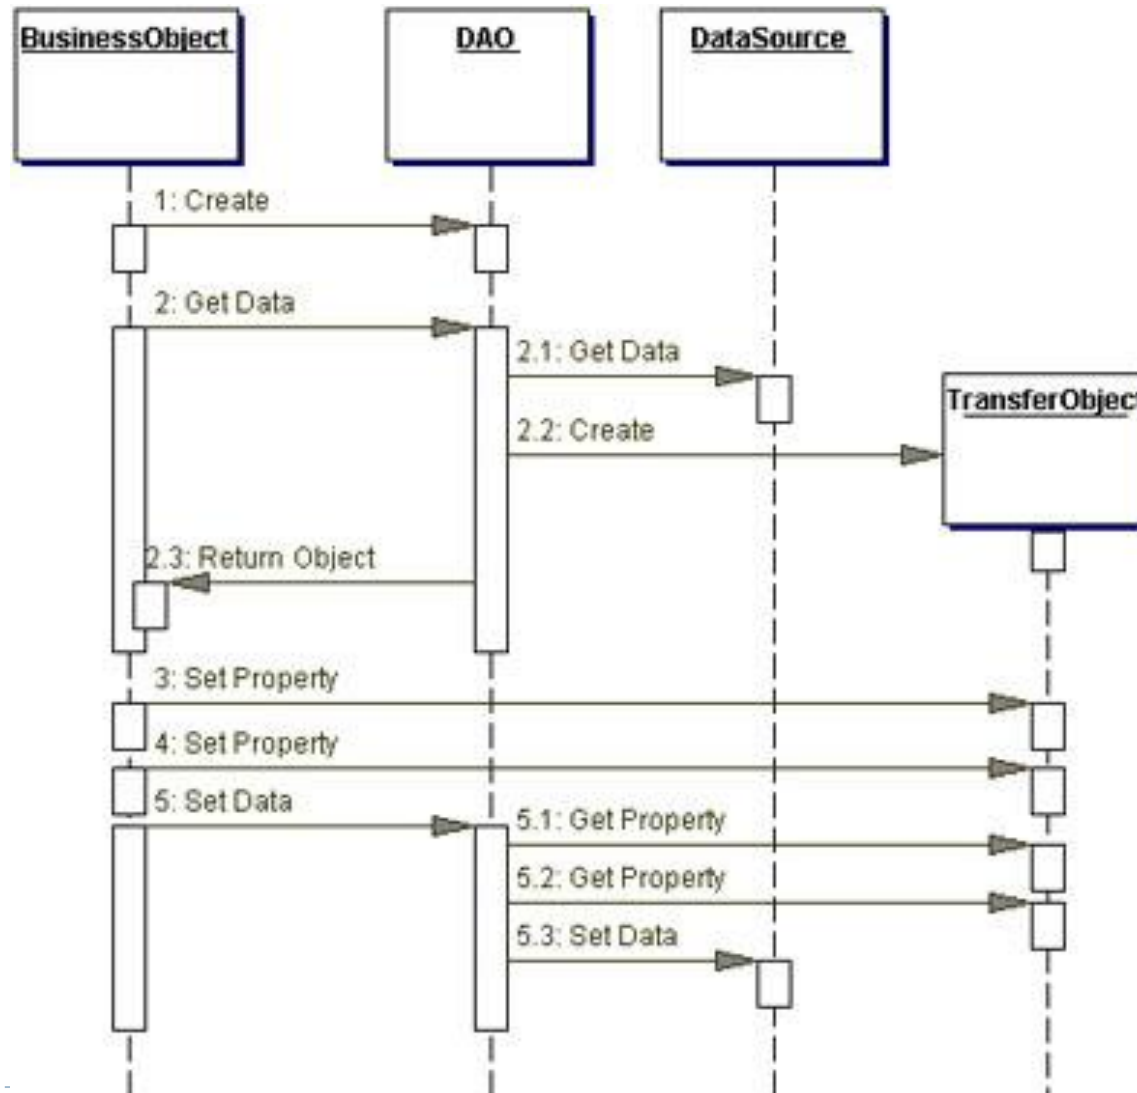 BusinessObject
DAO
DataSource
1: Create
2: Get Data
2.1: Get Data
TransferObject
2.2: Create
2.3: Return Object
3: Set Property
4: Set Property
5: Set Data
5.1: Get Property
5.2: Get Property
5.3: Set Data